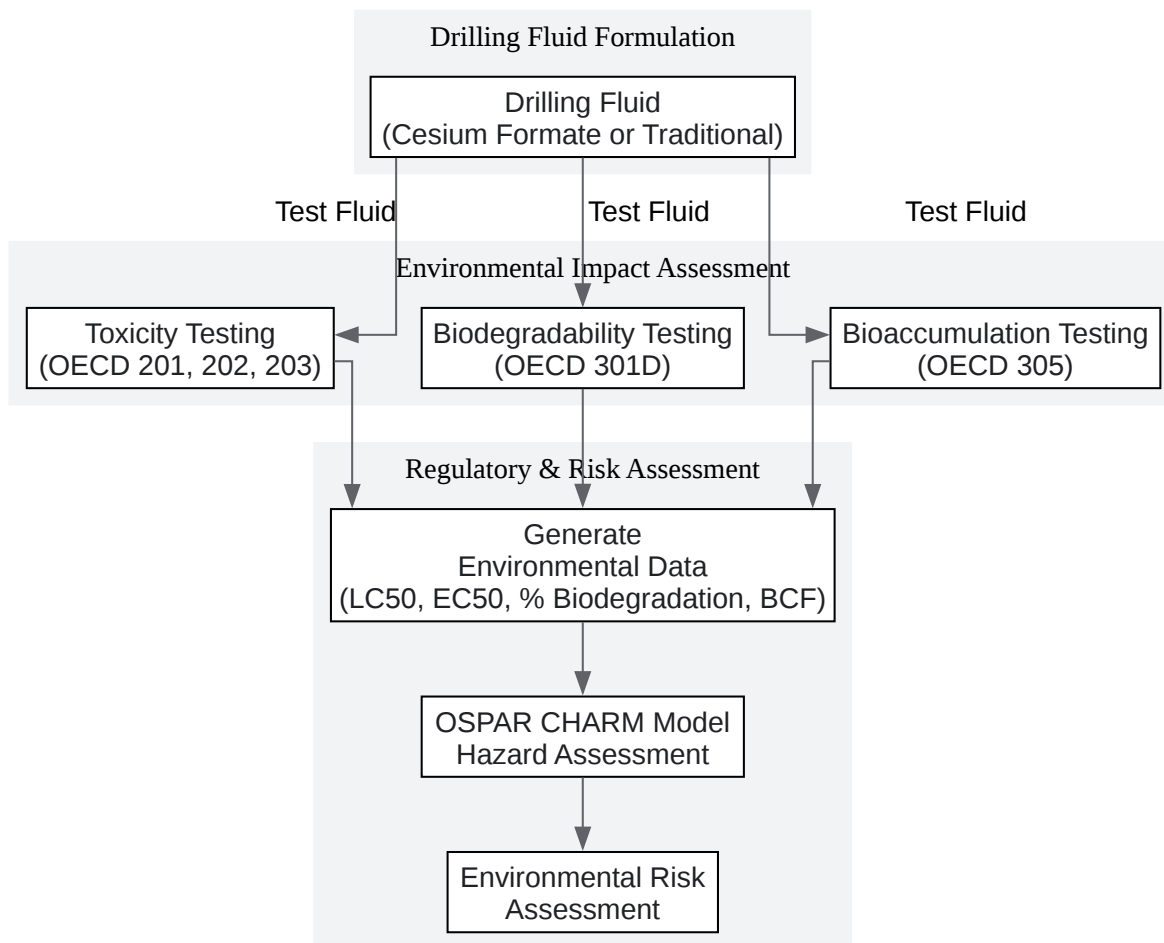 Drilling Fluid Formulation
Drilling Fluid
(Cesium Formate or Traditional)
Test Fluid
Test Fluid
Test Fluid
Environmental Impact Assessment
Toxicity Testing
(OECD 201, 202, 203)
Biodegradability Testing
(OECD 301D)
Bioaccumulation Testing
(OECD 305)
Regulatory & Risk Assessment
Generate
Environmental Data
(LC50, EC50, % Biodegradation, BCF)
OSPAR CHARM Model
Hazard Assessment
Environmental Risk
Assessment